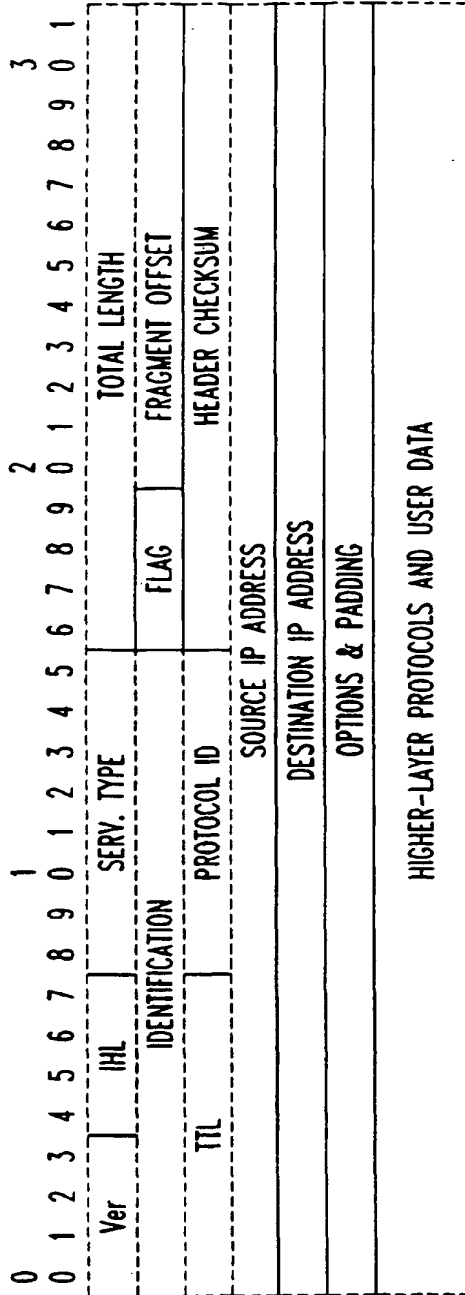 0 1 2 3
0 1 2 3 4 5 6 7 8 9 0 1 2 3 4 5 6 7 8 9 0 1 2 3 4 5 6 7 8 9 0 1
Ver IHL SERV. TYPE TOTAL LENGTH
IDENTIFICATION FLAG FRAGMENT OFFSET
TTL PROTOCOL ID HEADER CHECKSUM
SOURCE IP ADDRESS
DESTINATION IP ADDRESS
OPTIONS & PADDING
HIGHER-LAYER PROTOCOLS AND USER DATA